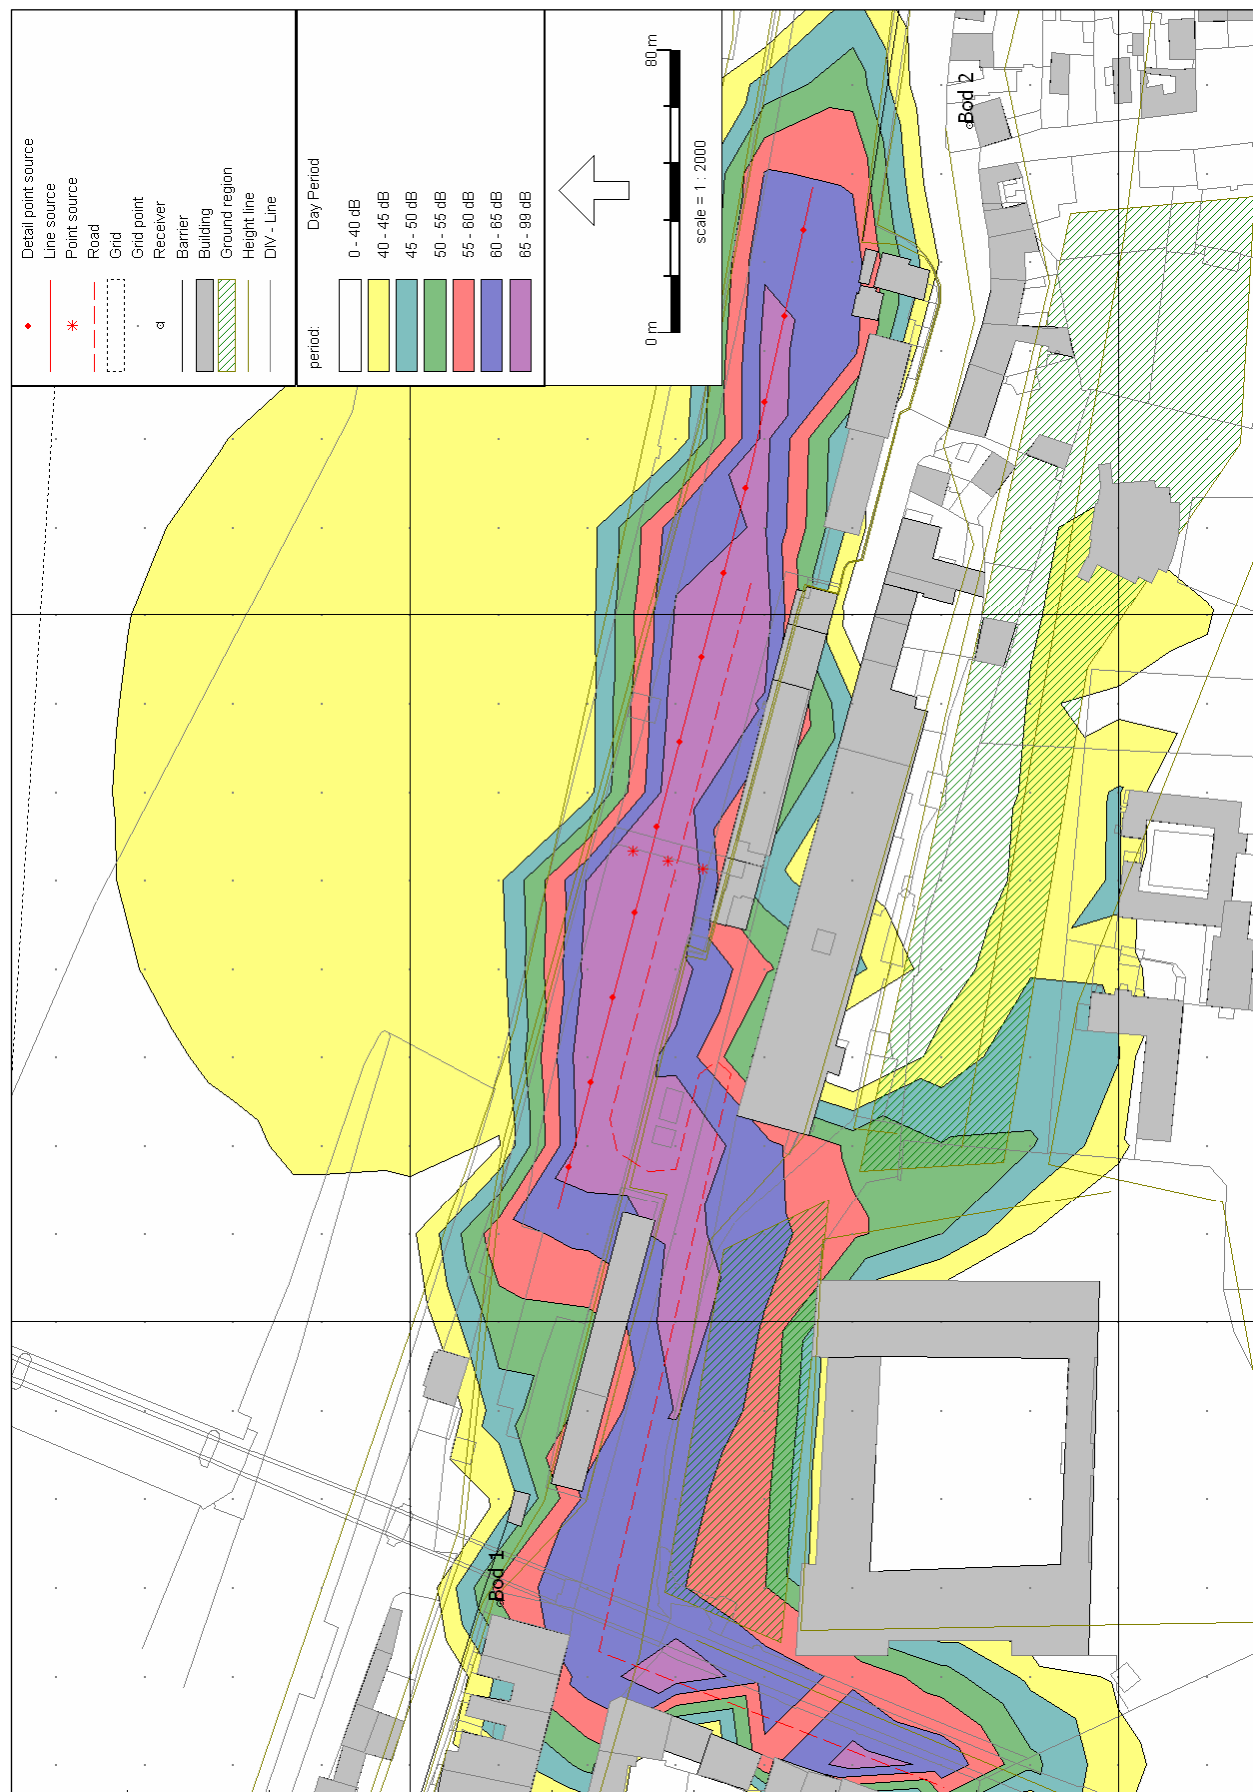 Detail point source
Line source
Point source
Road
Grid
Grid point
Receiver
Barrier
Building
Ground region
Height line
DIV - Line
period:
Day Period
0 - 40 dB
40 - 45 dB
45 - 50 dB
50 - 55 dB
55 - 60 dB
60 - 65 dB
65 - 99 dB
0 m
80 m
scale = 1 : 2000
Bod 1
Bod 2